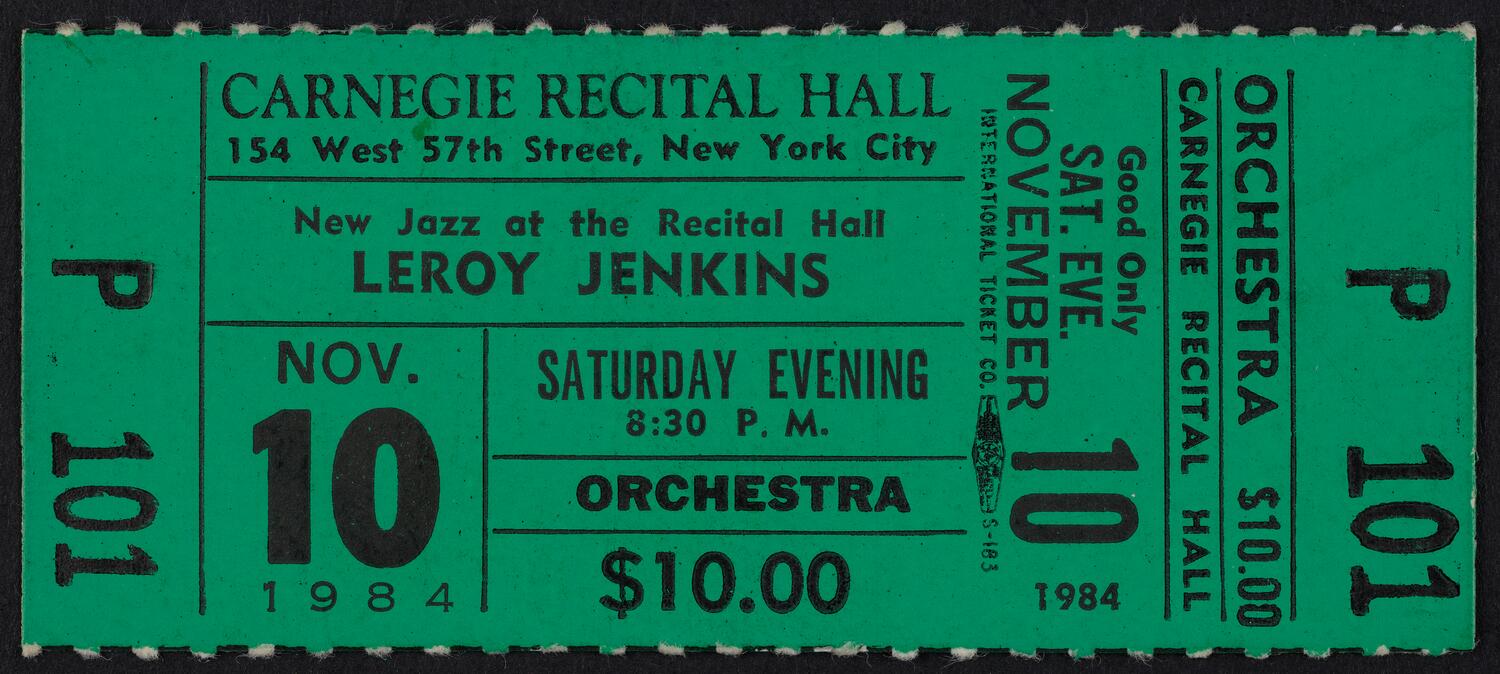 P 101
CARNEGIE RECITAL HALL
154 West 57th Street, New York City
New Jazz at the Recital Hall
LEROY JENKINS
NOV.
10
1984
SATURDAY EVENING
8:30 P. M.
ORCHESTRA
$10.00
INTERNATIONAL TICKET CO. S-183
Good Only
SAT. EVE.
NOVEMBER 10
1984
ORCHESTRA $10.00
CARNEGIE RECITAL HALL
P 101